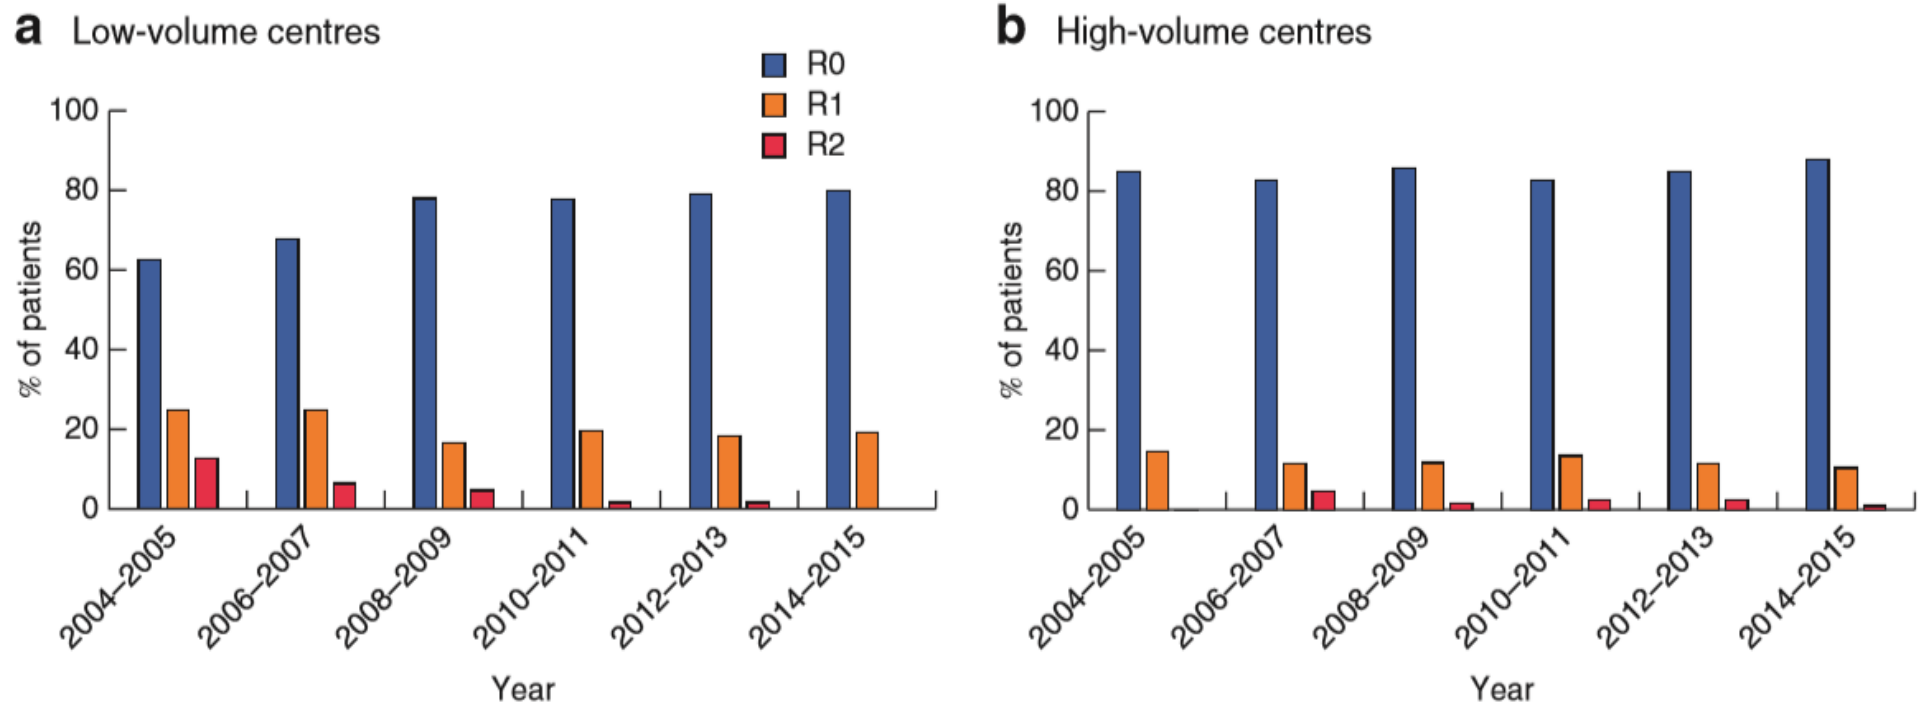 a Low-volume centres
R0
R1
R2
100
80
60
40
20
0
% of patients
2004–2005
2006–2007
2008–2009
2010–2011
2012–2013
2014–2015
Year
b High-volume centres
100
80
60
40
20
0
% of patients
2004–2005
2006–2007
2008–2009
2010–2011
2012–2013
2014–2015
Year